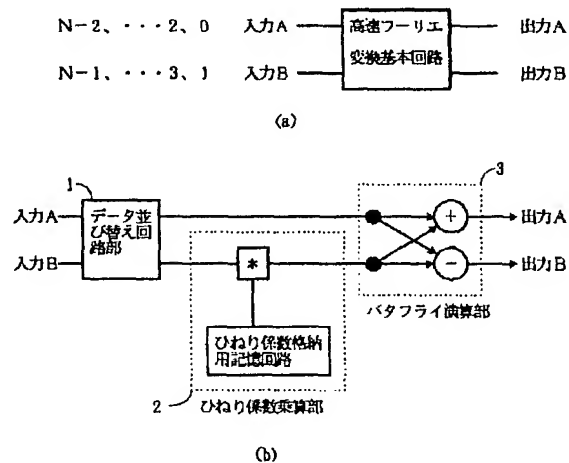 N-2、・・・2、0 入力A 高速フーリエ 出力A
N-1、・・・3、1 入力B 変換基本回路 出力B
(a)
1 3
入力A データ並 + 出力A
び替え回
路部
入力B * - 出力B
バタフライ演算部
ひねり係数格納
用記憶回路
2 ひねり係数乗算部
(b)